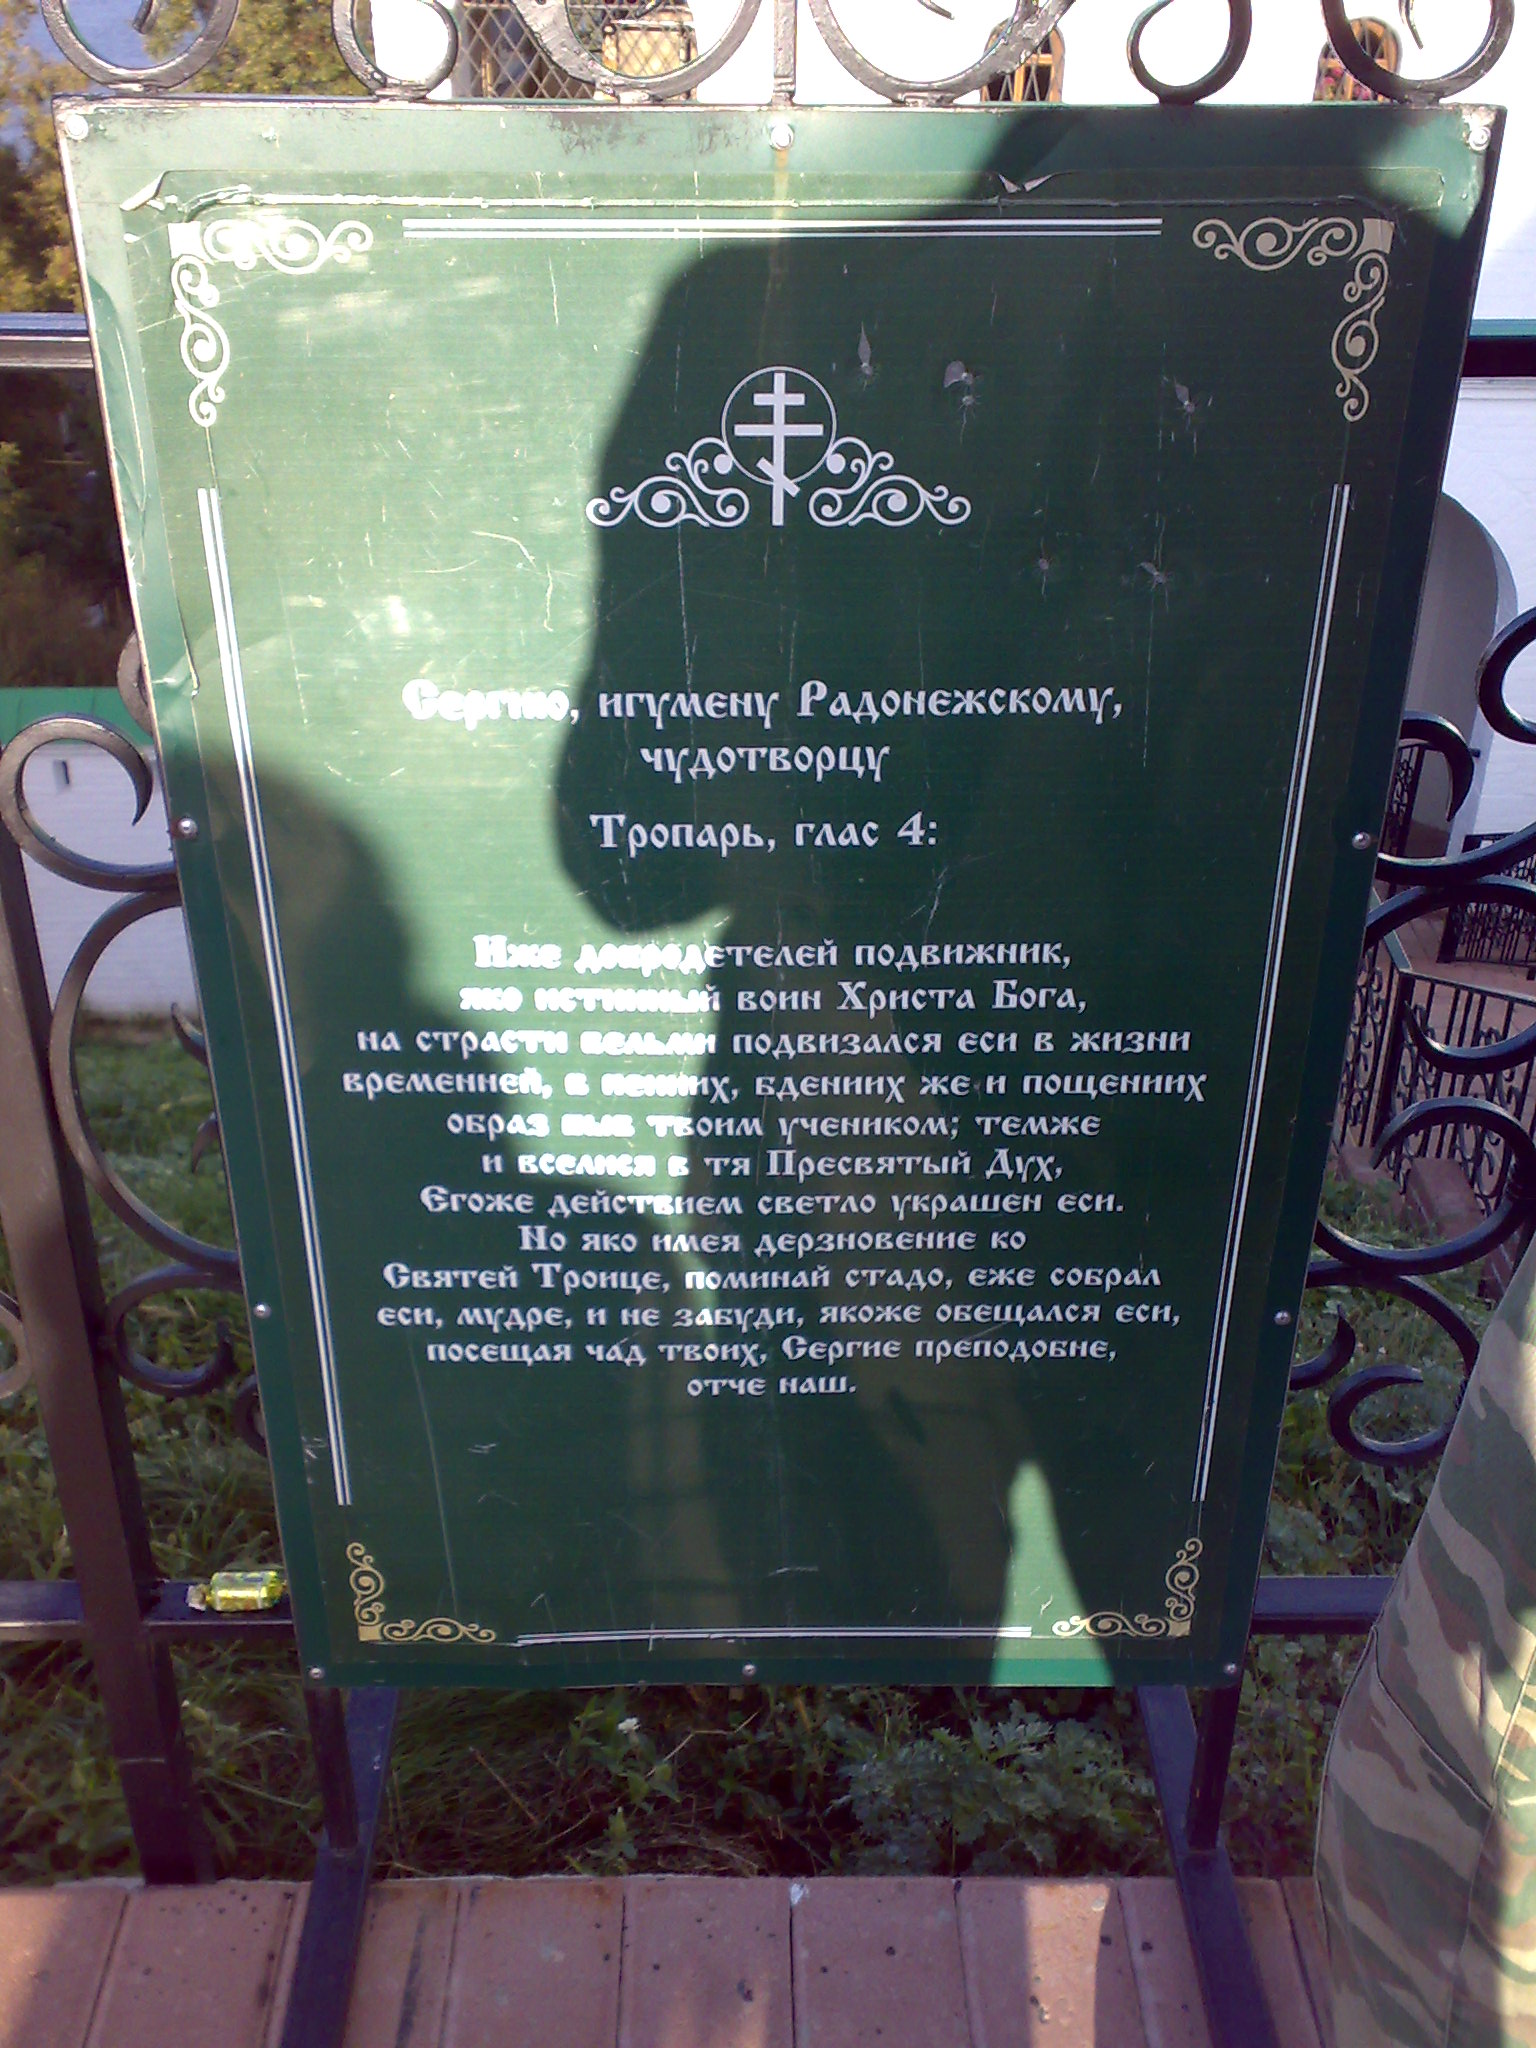 Сергию, игумену Радонежскому,
чудотворцу
Тропарь, глас 4:
Иже добродетелей подвижник,
яко истинный воин Христа Бога,
на страсти вельми подвизался еси в жизни
временней, в пениих, бдениих же и пощениих
образ быв твоим учеником; темже
и вселися в тя Пресвятый Дух,
Егоже действием светло украшен еси.
Но яко имея дерзновение ко
Святей Троице, поминай стадо, еже собрал
еси, мудре, и не забуди, якоже обещался еси,
посещая чад твоих, Сергие преподобне,
отче наш.